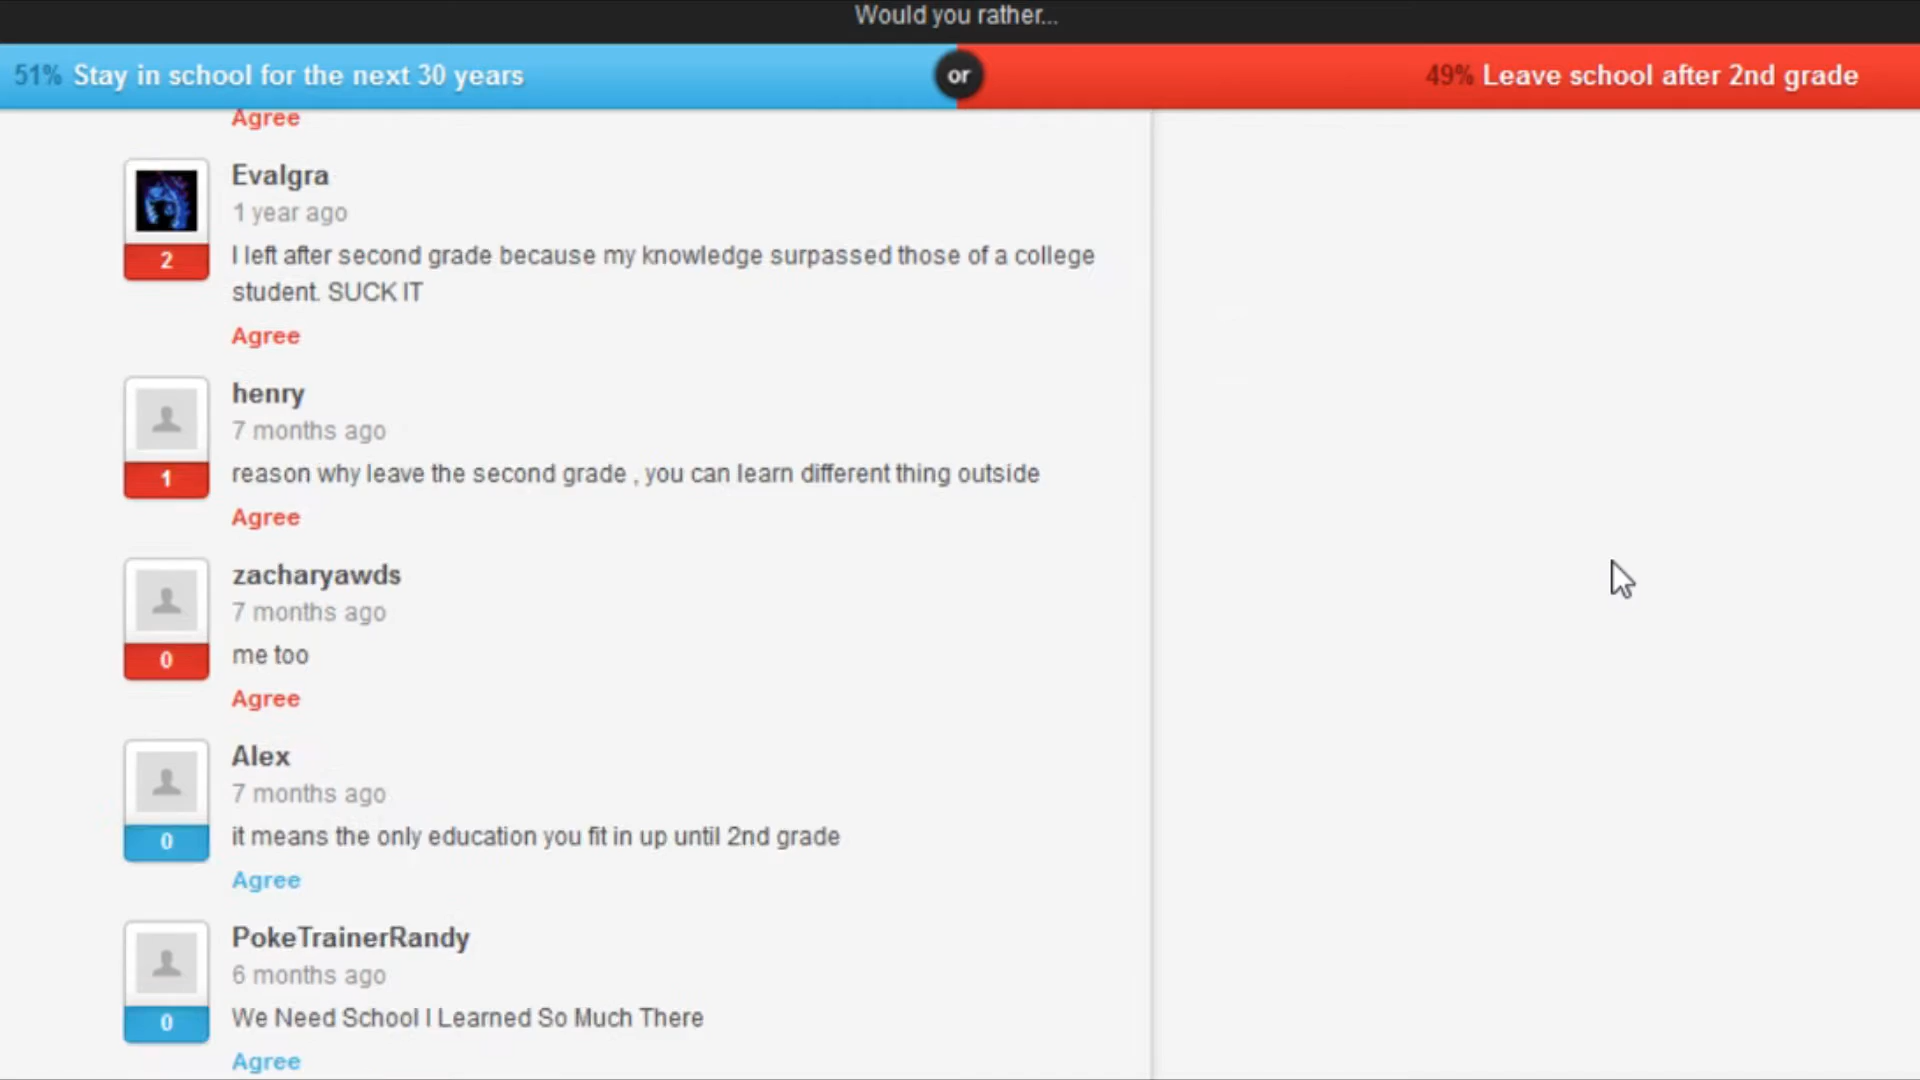 Would you rather...
51% Stay in school for the next 30 years
or
49% Leave school after 2nd grade
Agree
Evalgra
1 year ago
2
I left after second grade because my knowledge surpassed those of a college
student. SUCK IT
Agree
henry
7 months ago
1
reason why leave the second grade , you can learn different thing outside
Agree
zacharyawds
7 months ago
0
me too
Agree
Alex
7 months ago
0
it means the only education you fit in up until 2nd grade
Agree
PokeTrainerRandy
6 months ago
0
We Need School I Learned So Much There
Agree